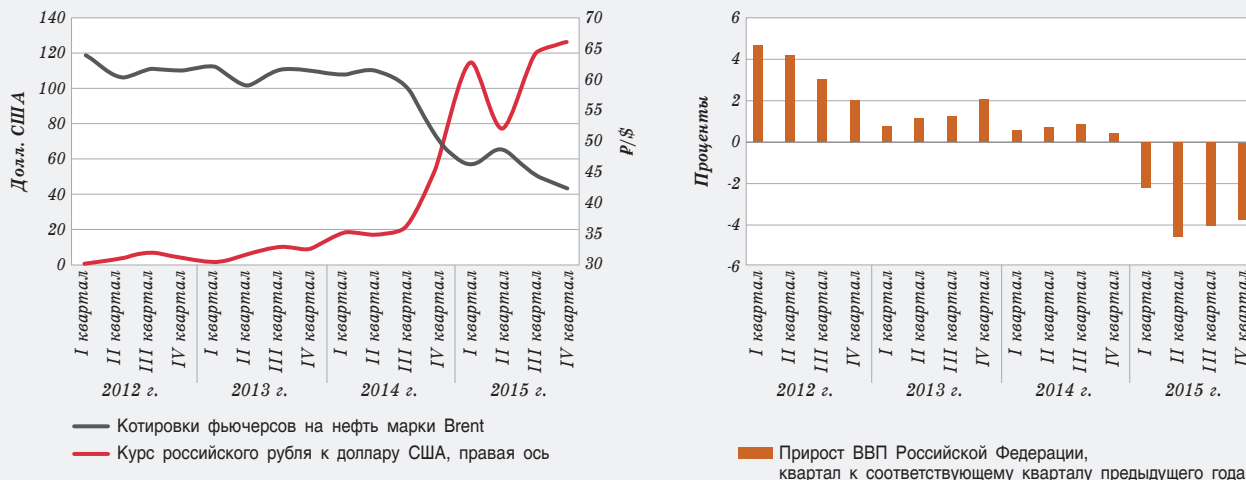 140
120
100
80
60
40
20
0
Долл. США
70
65
60
55
50
45
40
35
30
₽/$
I квартал
II квартал
III квартал
IV квартал
I квартал
II квартал
III квартал
IV квартал
I квартал
II квартал
III квартал
IV квартал
I квартал
II квартал
III квартал
IV квартал
2012 г.
2013 г.
2014 г.
2015 г.
Котировки фьючерсов на нефть марки Brent
Курс российского рубля к доллару США, правая ось
6
4
2
0
-2
-4
-6
Проценты
I квартал
II квартал
III квартал
IV квартал
I квартал
II квартал
III квартал
IV квартал
I квартал
II квартал
III квартал
IV квартал
I квартал
II квартал
III квартал
IV квартал
2012 г.
2013 г.
2014 г.
2015 г.
Прирост ВВП Российской Федерации,
квартал к соответствующему кварталу предыдущего года